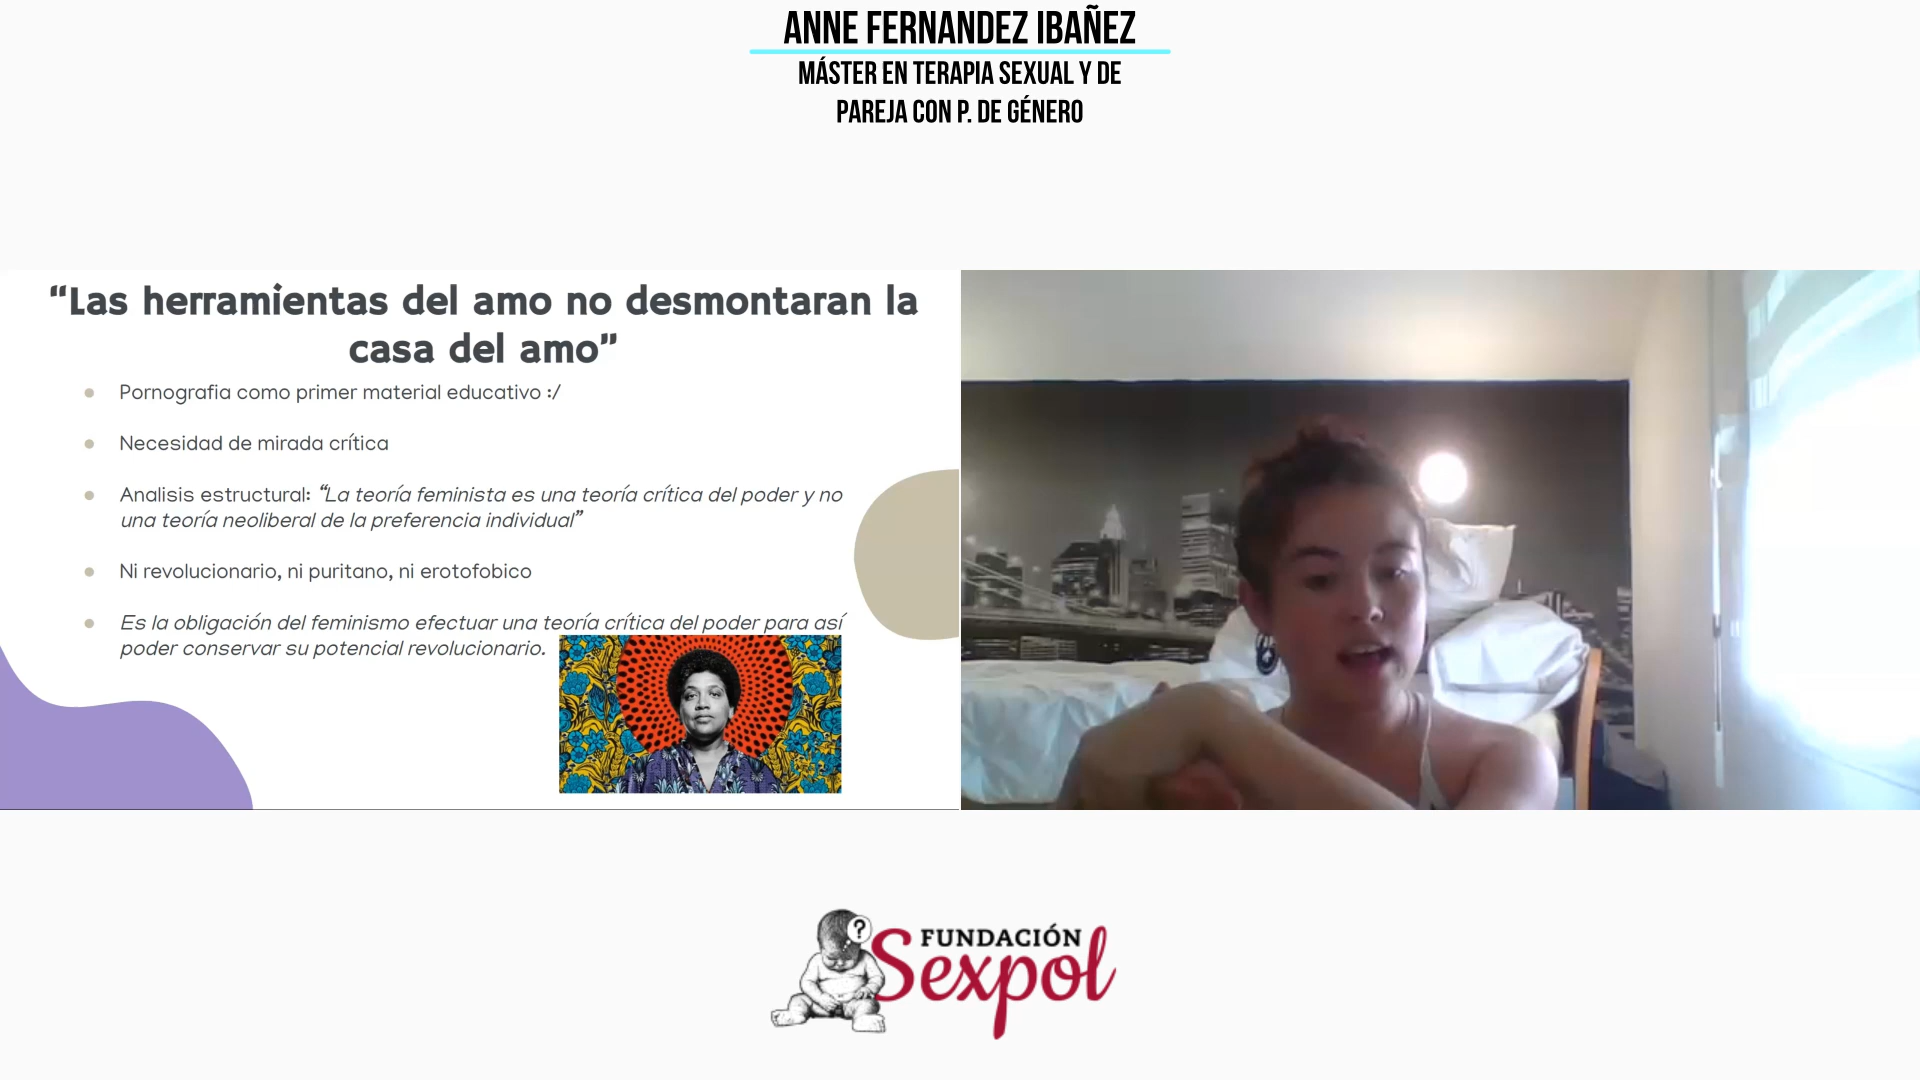 ANNE FERNANDEZ IBAÑEZ
MÁSTER EN TERAPIA SEXUAL Y DE
PAREJA CON P. DE GÉNERO
“Las herramientas del amo no desmontaran la
casa del amo”
Pornografia como primer material educativo :/
Necesidad de mirada crítica
Analisis estructural: “La teoría feminista es una teoría crítica del poder y no
una teoría neoliberal de la preferencia individual”
Ni revolucionario, ni puritano, ni erotofobico
Es la obligación del feminismo efectuar una teoría crítica del poder para así
poder conservar su potencial revolucionario.
?
FUNDACIÓN
Sexpol